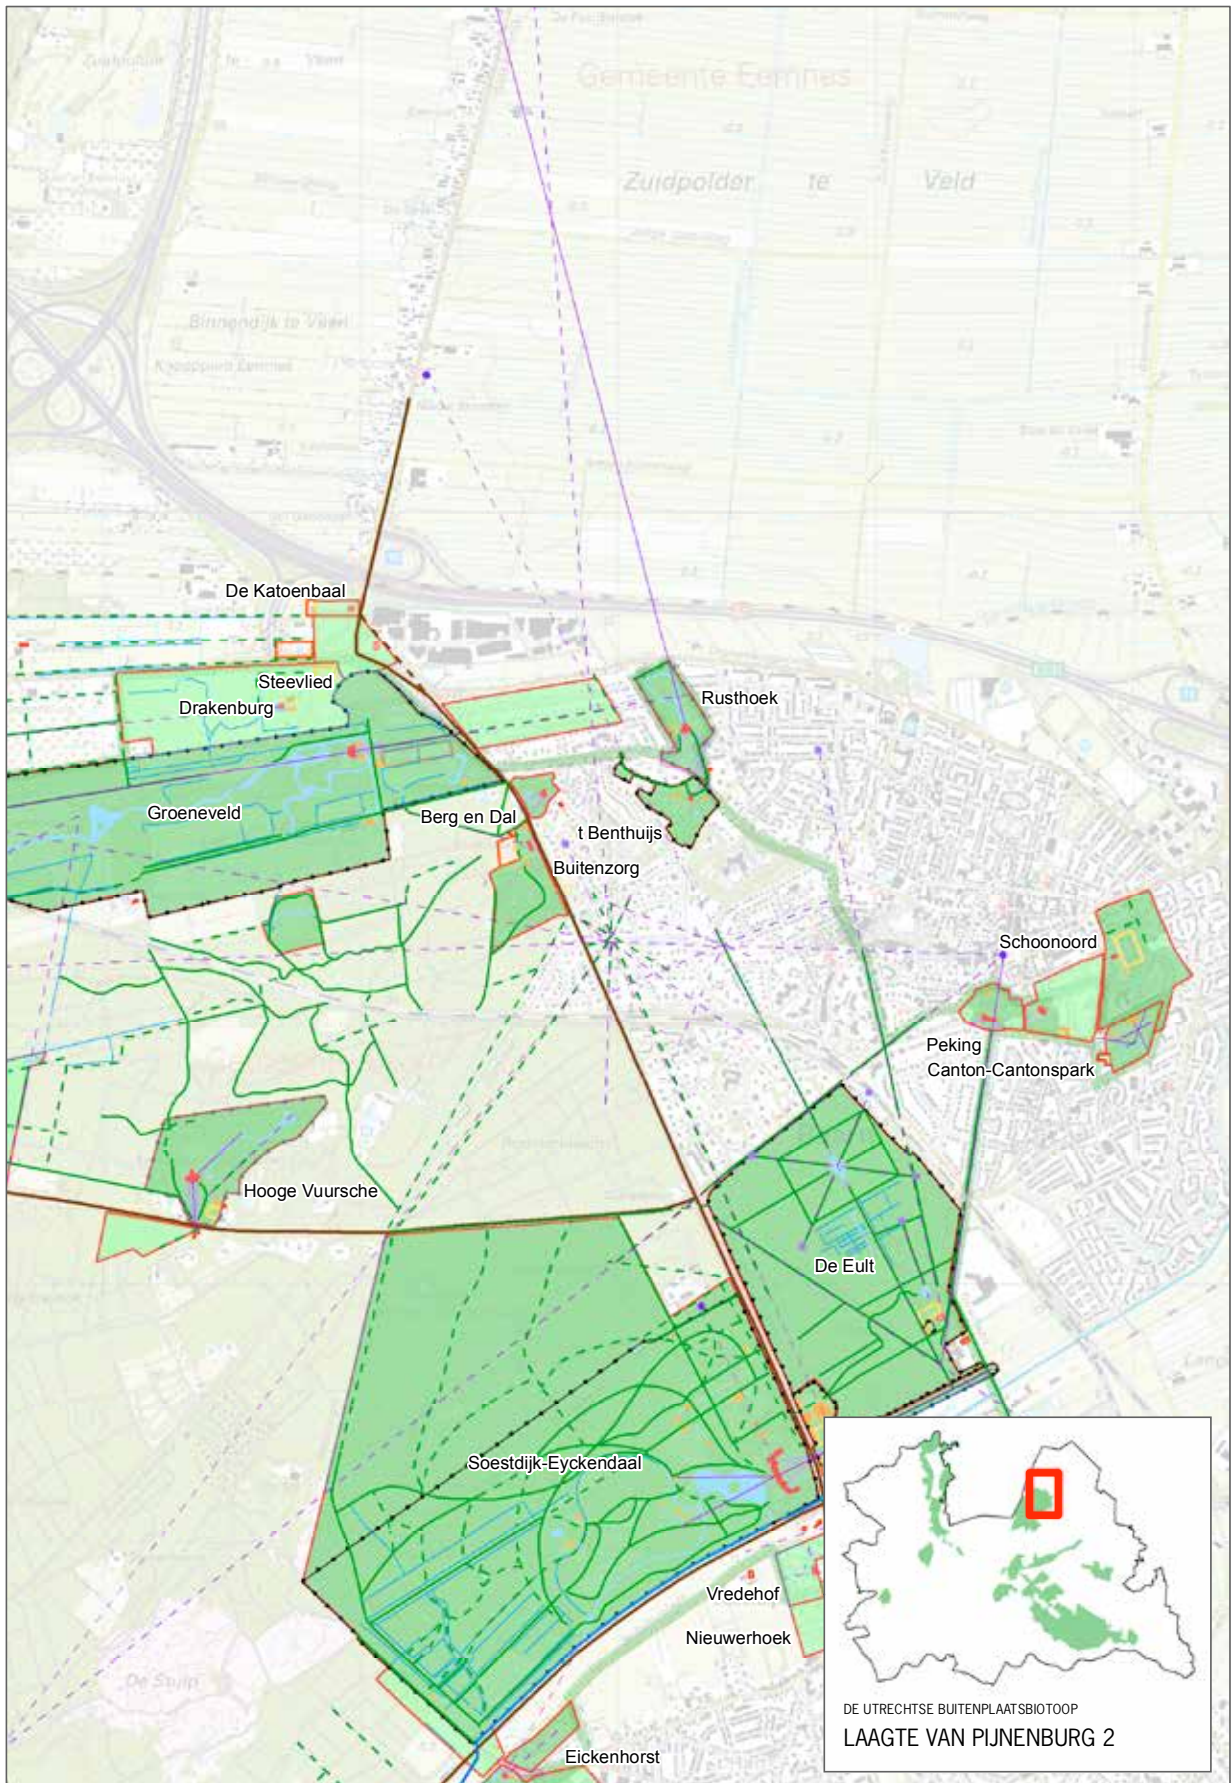 Gemeente Eemnes
Zuidpolder te Veld
Binnendijk te Veen
Knooppunt Eemnes
De Katoenbaal
Steevlied
Drakenburg
Rusthoek
Groeneveld
Berg en Dal
t Benthuijs
Buitenzorg
Schoonoord
Peking
Canton-Cantonspark
Hooge Vuursche
De Eult
Soestdijk-Eyckendaal
Vredehof
Nieuwerhoek
De Stulp
Eickenhorst
DE UTRECHTSE BUITENPLAATSBIOTOOP
LAAGTE VAN PIJNENBURG 2